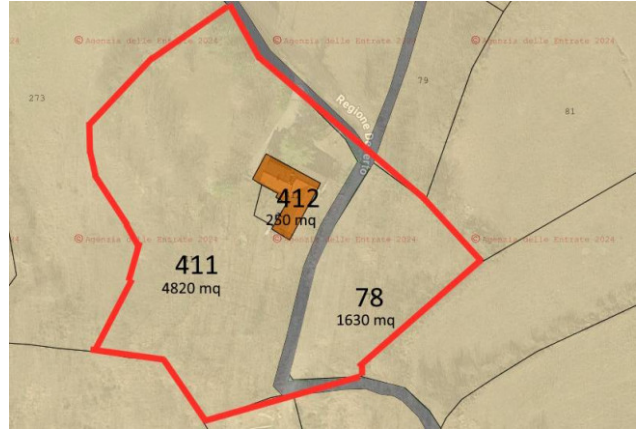 © Agenzia delle Entrate 2024
© Agenzia delle Entrate 2024
© Agenzia delle Entrate 2024
79
273
81
Regione
412
250 mq
© Agenzia delle Entrate 2024
© Agenzia delle Entrate 2024
© Agenzia delle Entrate 2024
411
4820 mq
78
1630 mq